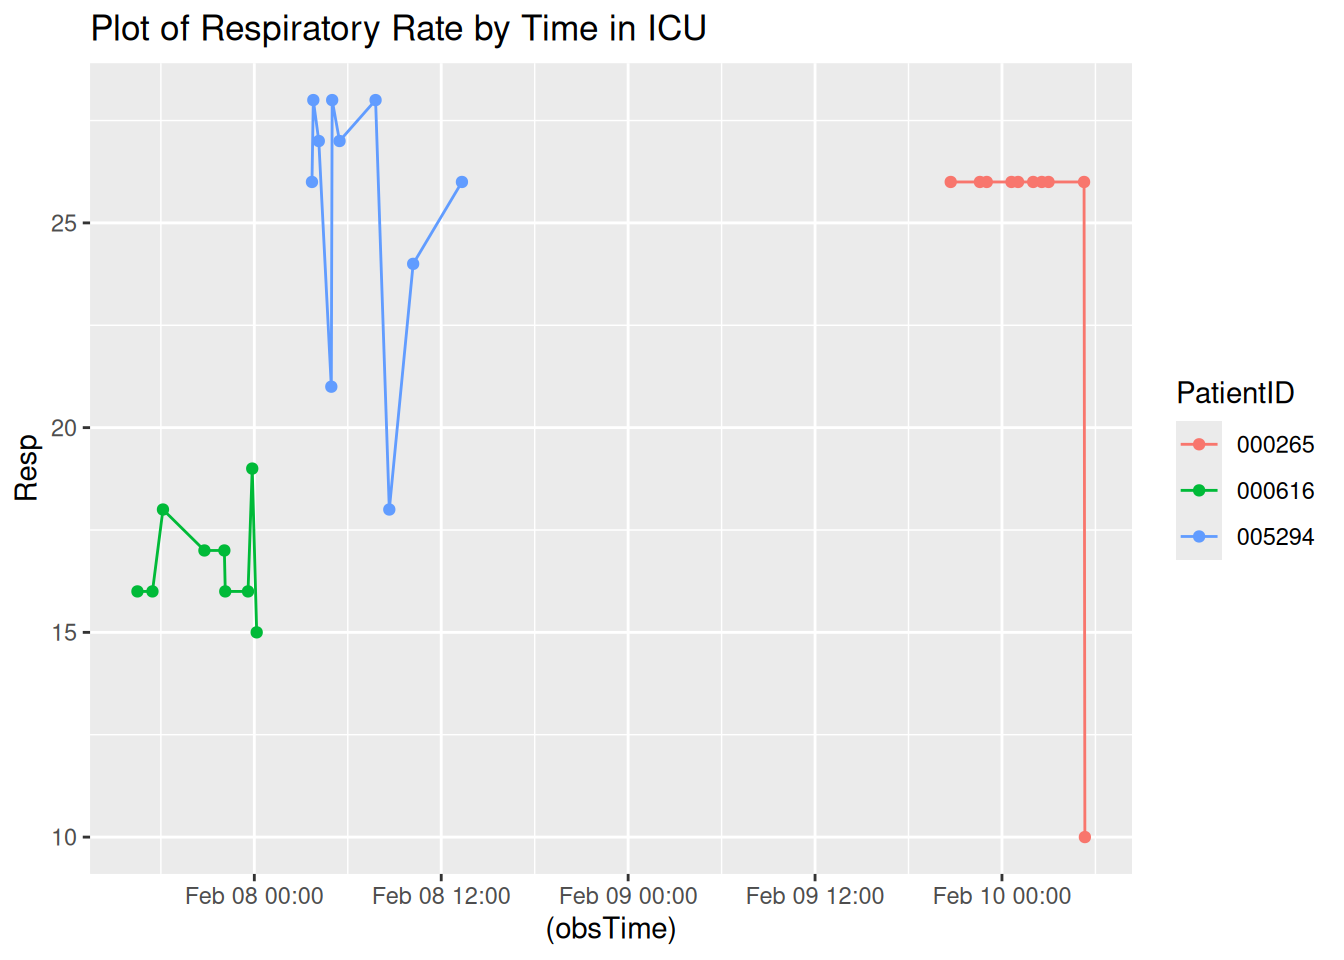 Plot of Respiratory Rate by Time in ICU
Resp
25
20
15
10
Feb 08 00:00
Feb 08 12:00
Feb 09 00:00
Feb 09 12:00
Feb 10 00:00
(obsTime)
PatientID
000265
000616
005294